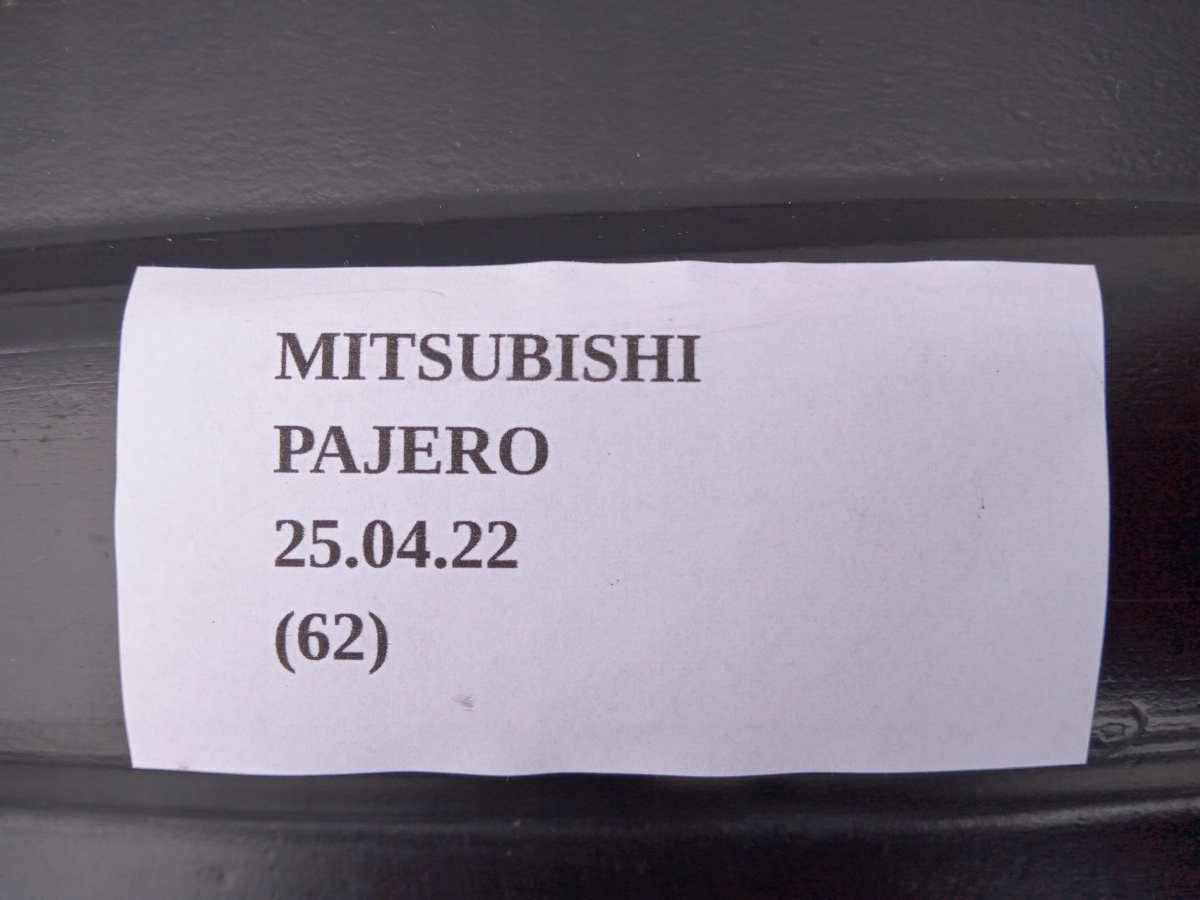 MITSUBISHI
PAJERO
25.04.22
(62)